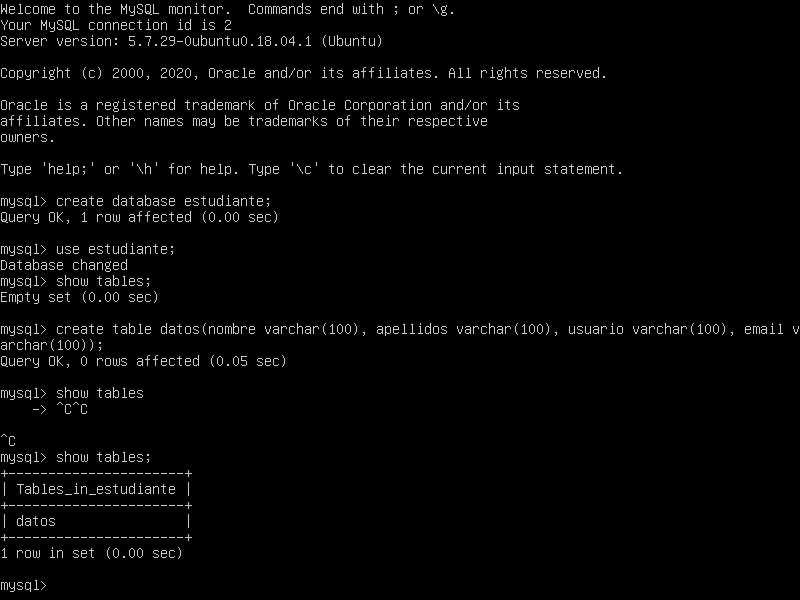 Welcome to the MySQL monitor.  Commands end with ; or \g.
Your MySQL connection id is 2
Server version: 5.7.29-0ubuntu0.18.04.1 (Ubuntu)
Copyright (c) 2000, 2020, Oracle and/or its affiliates. All rights reserved.
Oracle is a registered trademark of Oracle Corporation and/or its
affiliates. Other names may be trademarks of their respective
owners.
Type 'help;' or '\h' for help. Type '\c' to clear the current input statement.
mysql> create database estudiante;
Query OK, 1 row affected (0.00 sec)
mysql> use estudiante;
Database changed
mysql> show tables;
Empty set (0.00 sec)
mysql> create table datos(nombre varchar(100), apellidos varchar(100), usuario varchar(100), email v
archar(100));
Query OK, 0 rows affected (0.05 sec)
mysql> show tables
    -> ^C^C
^C
mysql> show tables;
+----------------------+
| Tables_in_estudiante |
+----------------------+
| datos                |
+----------------------+
1 row in set (0.00 sec)
mysql>